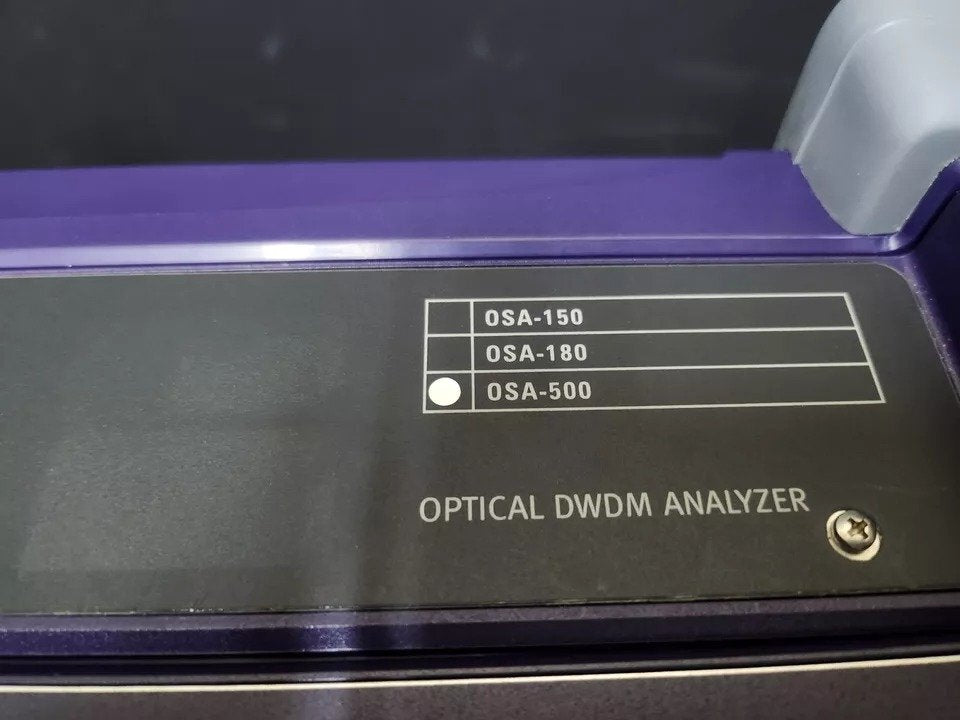 OSA-150
OSA-180
OSA-500
OPTICAL DWDM ANALYZER